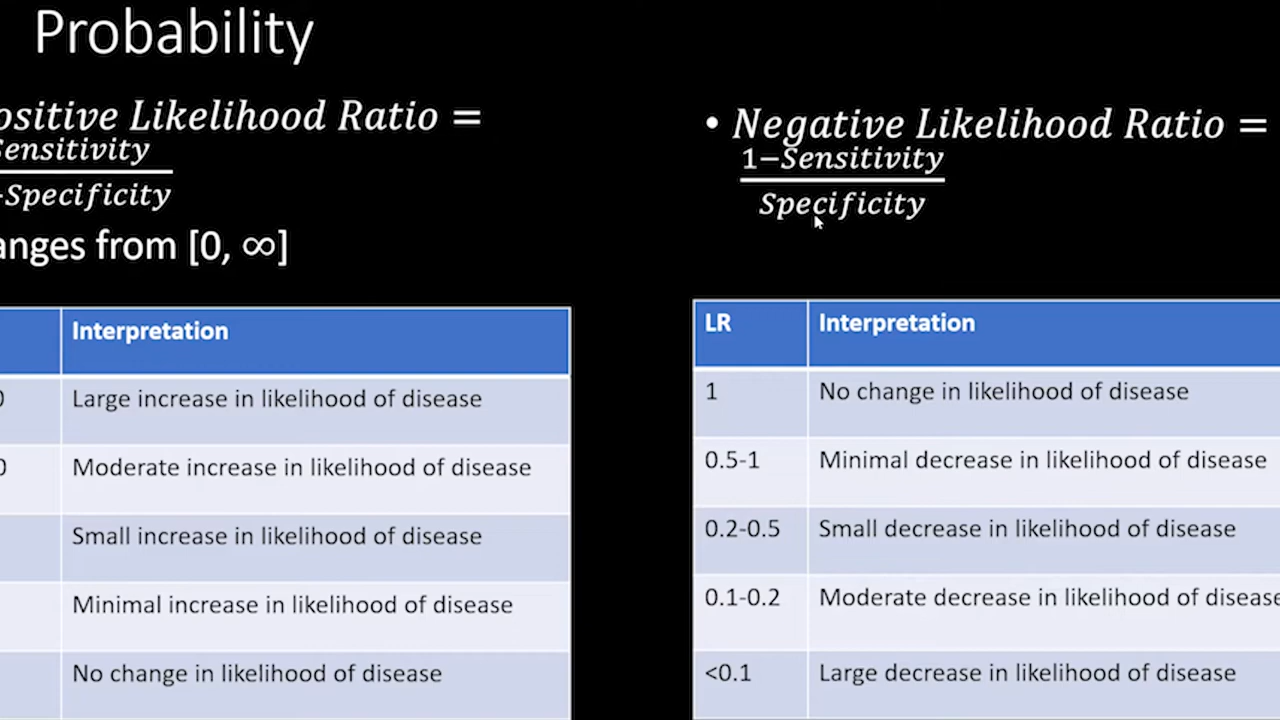 Probability
ositive Likelihood Ratio =
Sensitivity
-Specificity
anges from [0, ∞]
Interpretation
0 Large increase in likelihood of disease
0 Moderate increase in likelihood of disease
Small increase in likelihood of disease
Minimal increase in likelihood of disease
No change in likelihood of disease
• Negative Likelihood Ratio =
1−Sensitivity
Specificity
LR Interpretation
1 No change in likelihood of disease
0.5-1 Minimal decrease in likelihood of disease
0.2-0.5 Small decrease in likelihood of disease
0.1-0.2 Moderate decrease in likelihood of disease
<0.1 Large decrease in likelihood of disease